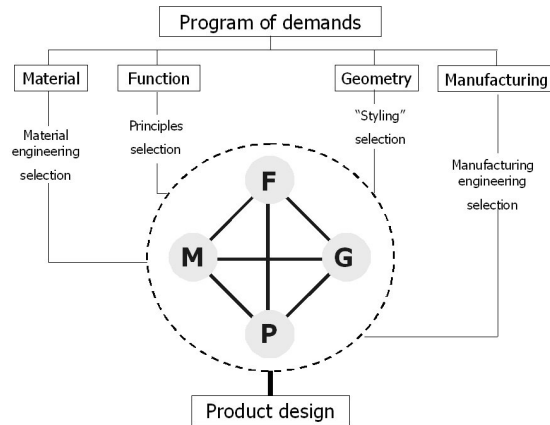 Program of demands
Material
Function
Geometry
Manufacturing
Material
engineering
selection
Principles
selection
“Styling”
selection
Manufacturing
engineering
selection
F
M
G
P
Product design